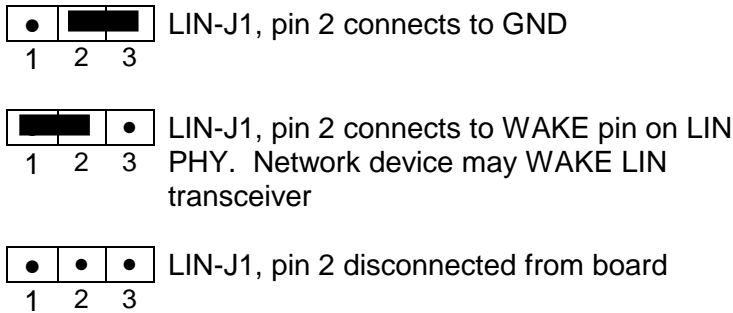 LIN-J1, pin 2 connects to GND
1 2 3
LIN-J1, pin 2 connects to WAKE pin on LIN
1 2 3 PHY. Network device may WAKE LIN
transceiver
LIN-J1, pin 2 disconnected from board
1 2 3